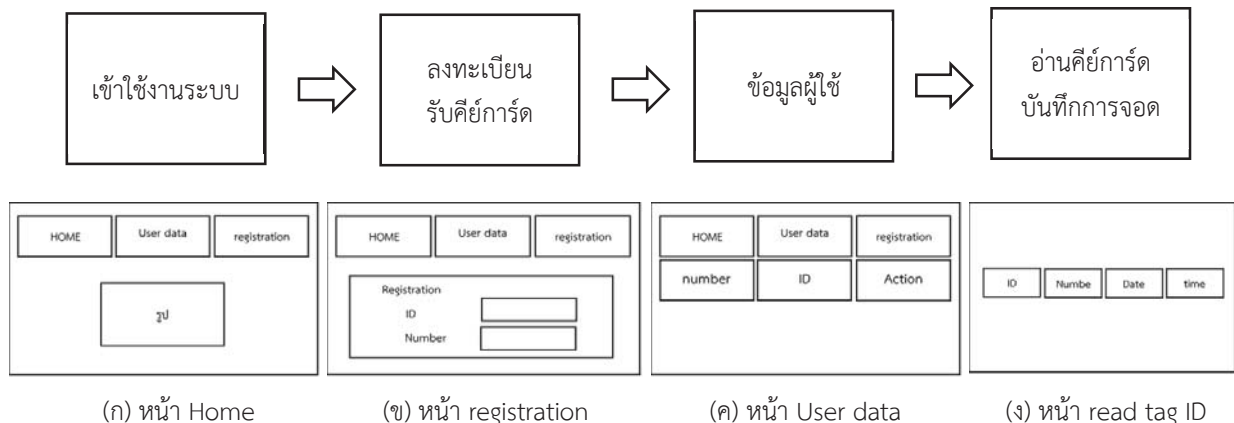 เข้าใช้งานระบบ
ลงทะเบียน
รับคีย์การ์ด
ข้อมูลผู้ใช้
อ่านคีย์การ์ด
บันทึกการจอด
HOME
User data
registration
รูป
HOME
User data
registration
Registration
ID
Number
HOME
User data
registration
number
ID
Action
ID
Numbe
Date
time
(ก) หน้า Home
(ข) หน้า registration
(ค) หน้า User data
(ง) หน้า read tag ID